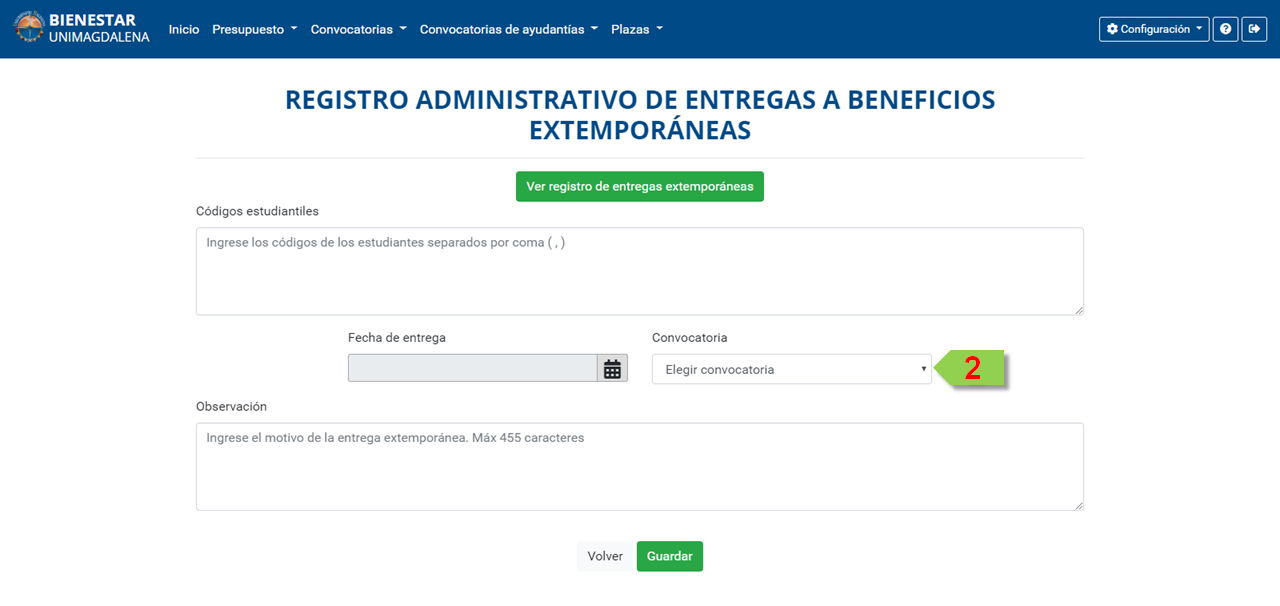 BIENESTAR
UNIMAGDALENA
Inicio Presupuesto Convocatorias Convocatorias de ayudantías Plazas Configuración
REGISTRO ADMINISTRATIVO DE ENTREGAS A BENEFICIOS
EXTEMPORÁNEAS
Ver registro de entregas extemporáneas
Códigos estudiantiles
Ingrese los códigos de los estudiantes separados por coma ( , )
Fecha de entrega Convocatoria
Elegir convocatoria 2
Observación
Ingrese el motivo de la entrega extemporánea. Máx 455 caracteres
Volver Guardar